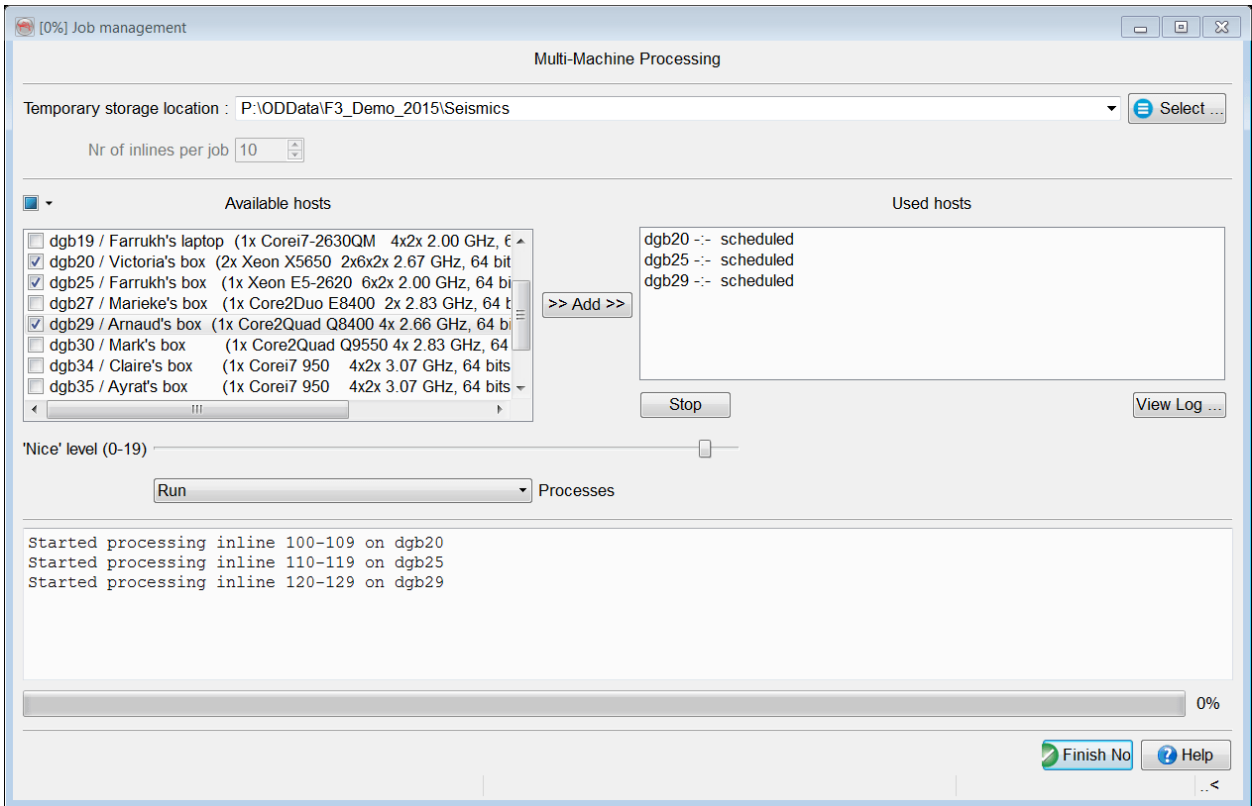 [0%] Job management
Multi-Machine Processing
Temporary storage location : P:\ODData\F3_Demo_2015\Seismics Select ...
Nr of inlines per job 10
Available hosts Used hosts
dgb19 / Farrukh's laptop (1x Corei7-2630QM 4x2x 2.00 GHz, 6
dgb20 / Victoria's box (2x Xeon X5650 2x6x2x 2.67 GHz, 64 bit
dgb25 / Farrukh's box (1x Xeon E5-2620 6x2x 2.00 GHz, 64 bi
dgb27 / Marieke's box (1x Core2Duo E8400 2x 2.83 GHz, 64 b
dgb29 / Arnaud's box (1x Core2Quad Q8400 4x 2.66 GHz, 64 bi
dgb30 / Mark's box (1x Core2Quad Q9550 4x 2.83 GHz, 64
dgb34 / Claire's box (1x Corei7 950 4x2x 3.07 GHz, 64 bits
dgb35 / Ayrat's box (1x Corei7 950 4x2x 3.07 GHz, 64 bits
>> Add >>
dgb20 -:- scheduled
dgb25 -:- scheduled
dgb29 -:- scheduled
Stop View Log ...
'Nice' level (0-19)
Run Processes
Started processing inline 100-109 on dgb20
Started processing inline 110-119 on dgb25
Started processing inline 120-129 on dgb29
0%
Finish No Help
..<